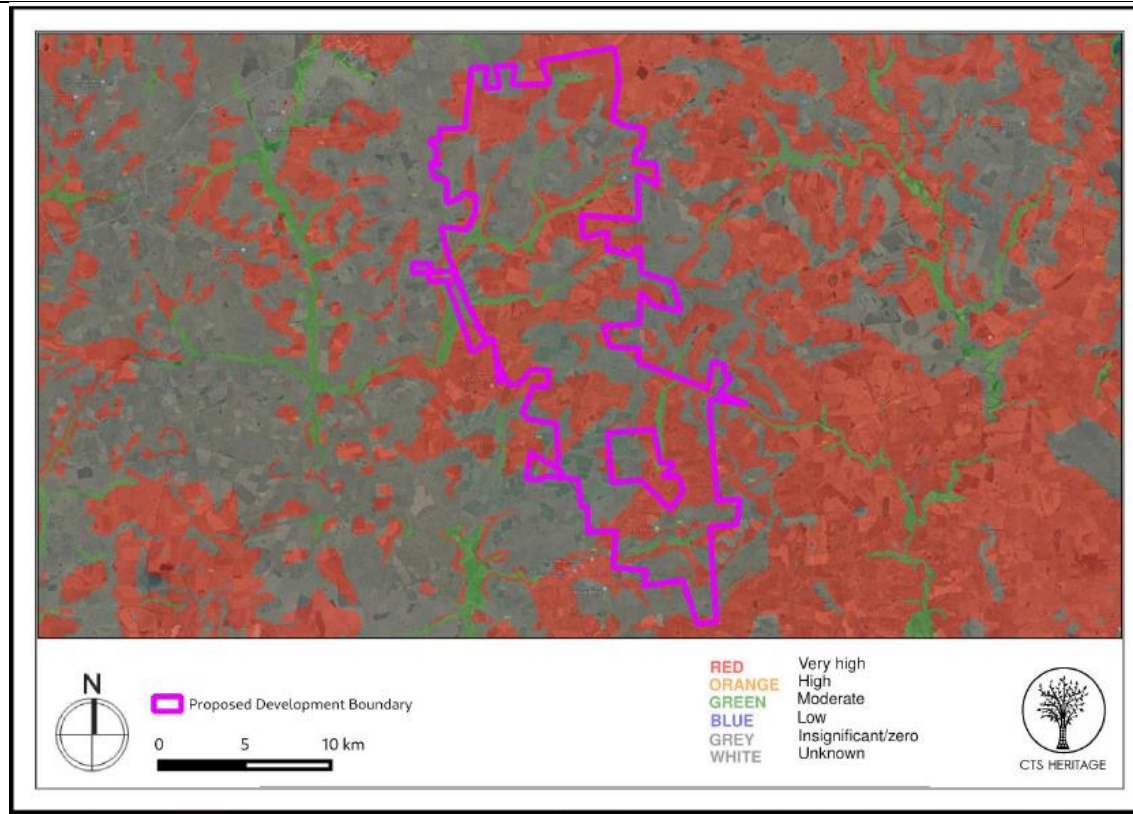 N
Proposed Development Boundary
0 5 10 km
RED Very high
ORANGE High
GREEN Moderate
BLUE Low
GREY Insignificant/zero
WHITE Unknown
CTS HERITAGE